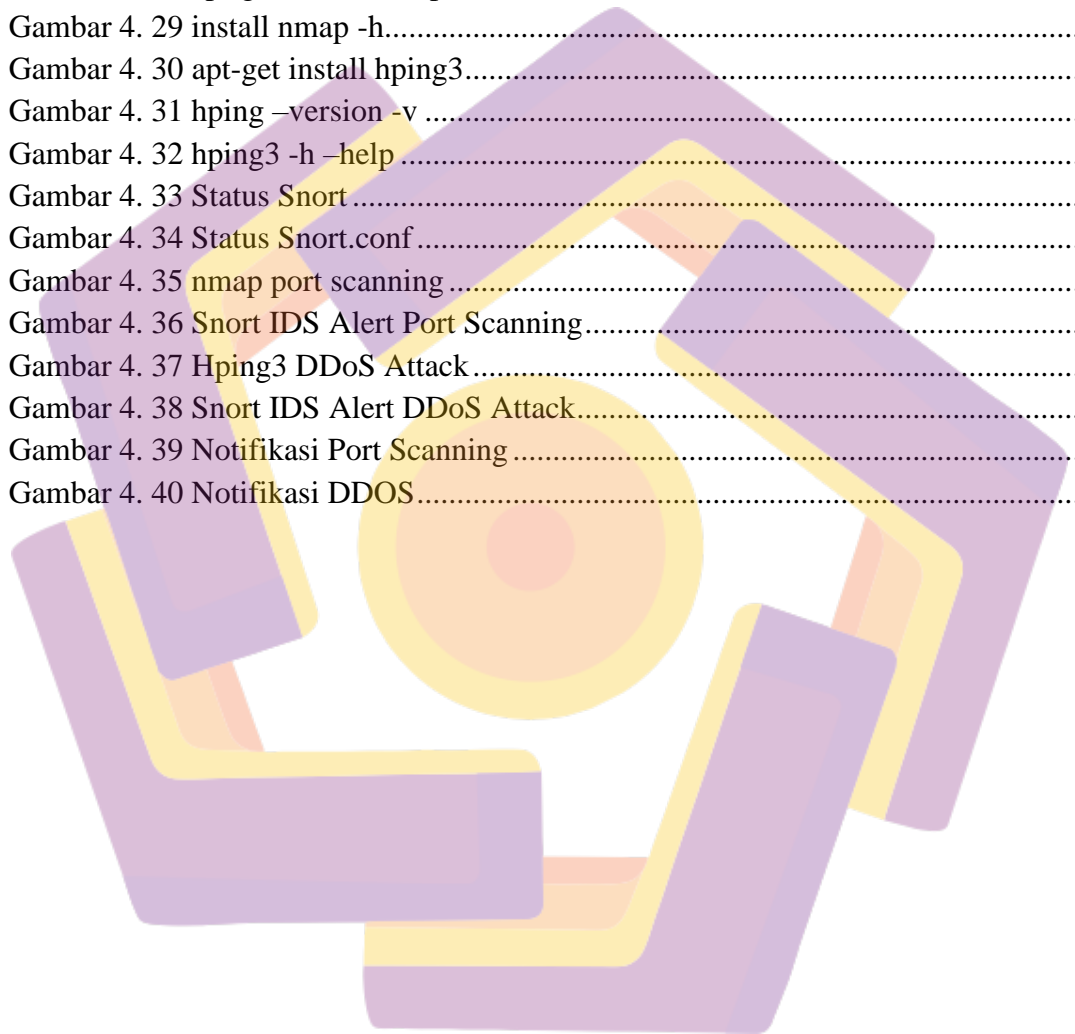 Gambar 4. 29 install nmap -h....................................................................................
Gambar 4. 30 apt-get install hping3..........................................................................
Gambar 4. 31 hping –version -v ................................................................................
Gambar 4. 32 hping3 -h –help ...................................................................................
Gambar 4. 33 Status Snort..........................................................................................
Gambar 4. 34 Status Snort.conf .................................................................................
Gambar 4. 35 nmap port scanning .............................................................................
Gambar 4. 36 Snort IDS Alert Port Scanning............................................................
Gambar 4. 37 Hping3 DDoS Attack..........................................................................
Gambar 4. 38 Snort IDS Alert DDoS Attack.............................................................
Gambar 4. 39 Notifikasi Port Scanning .....................................................................
Gambar 4. 40 Notifikasi DDOS.................................................................................